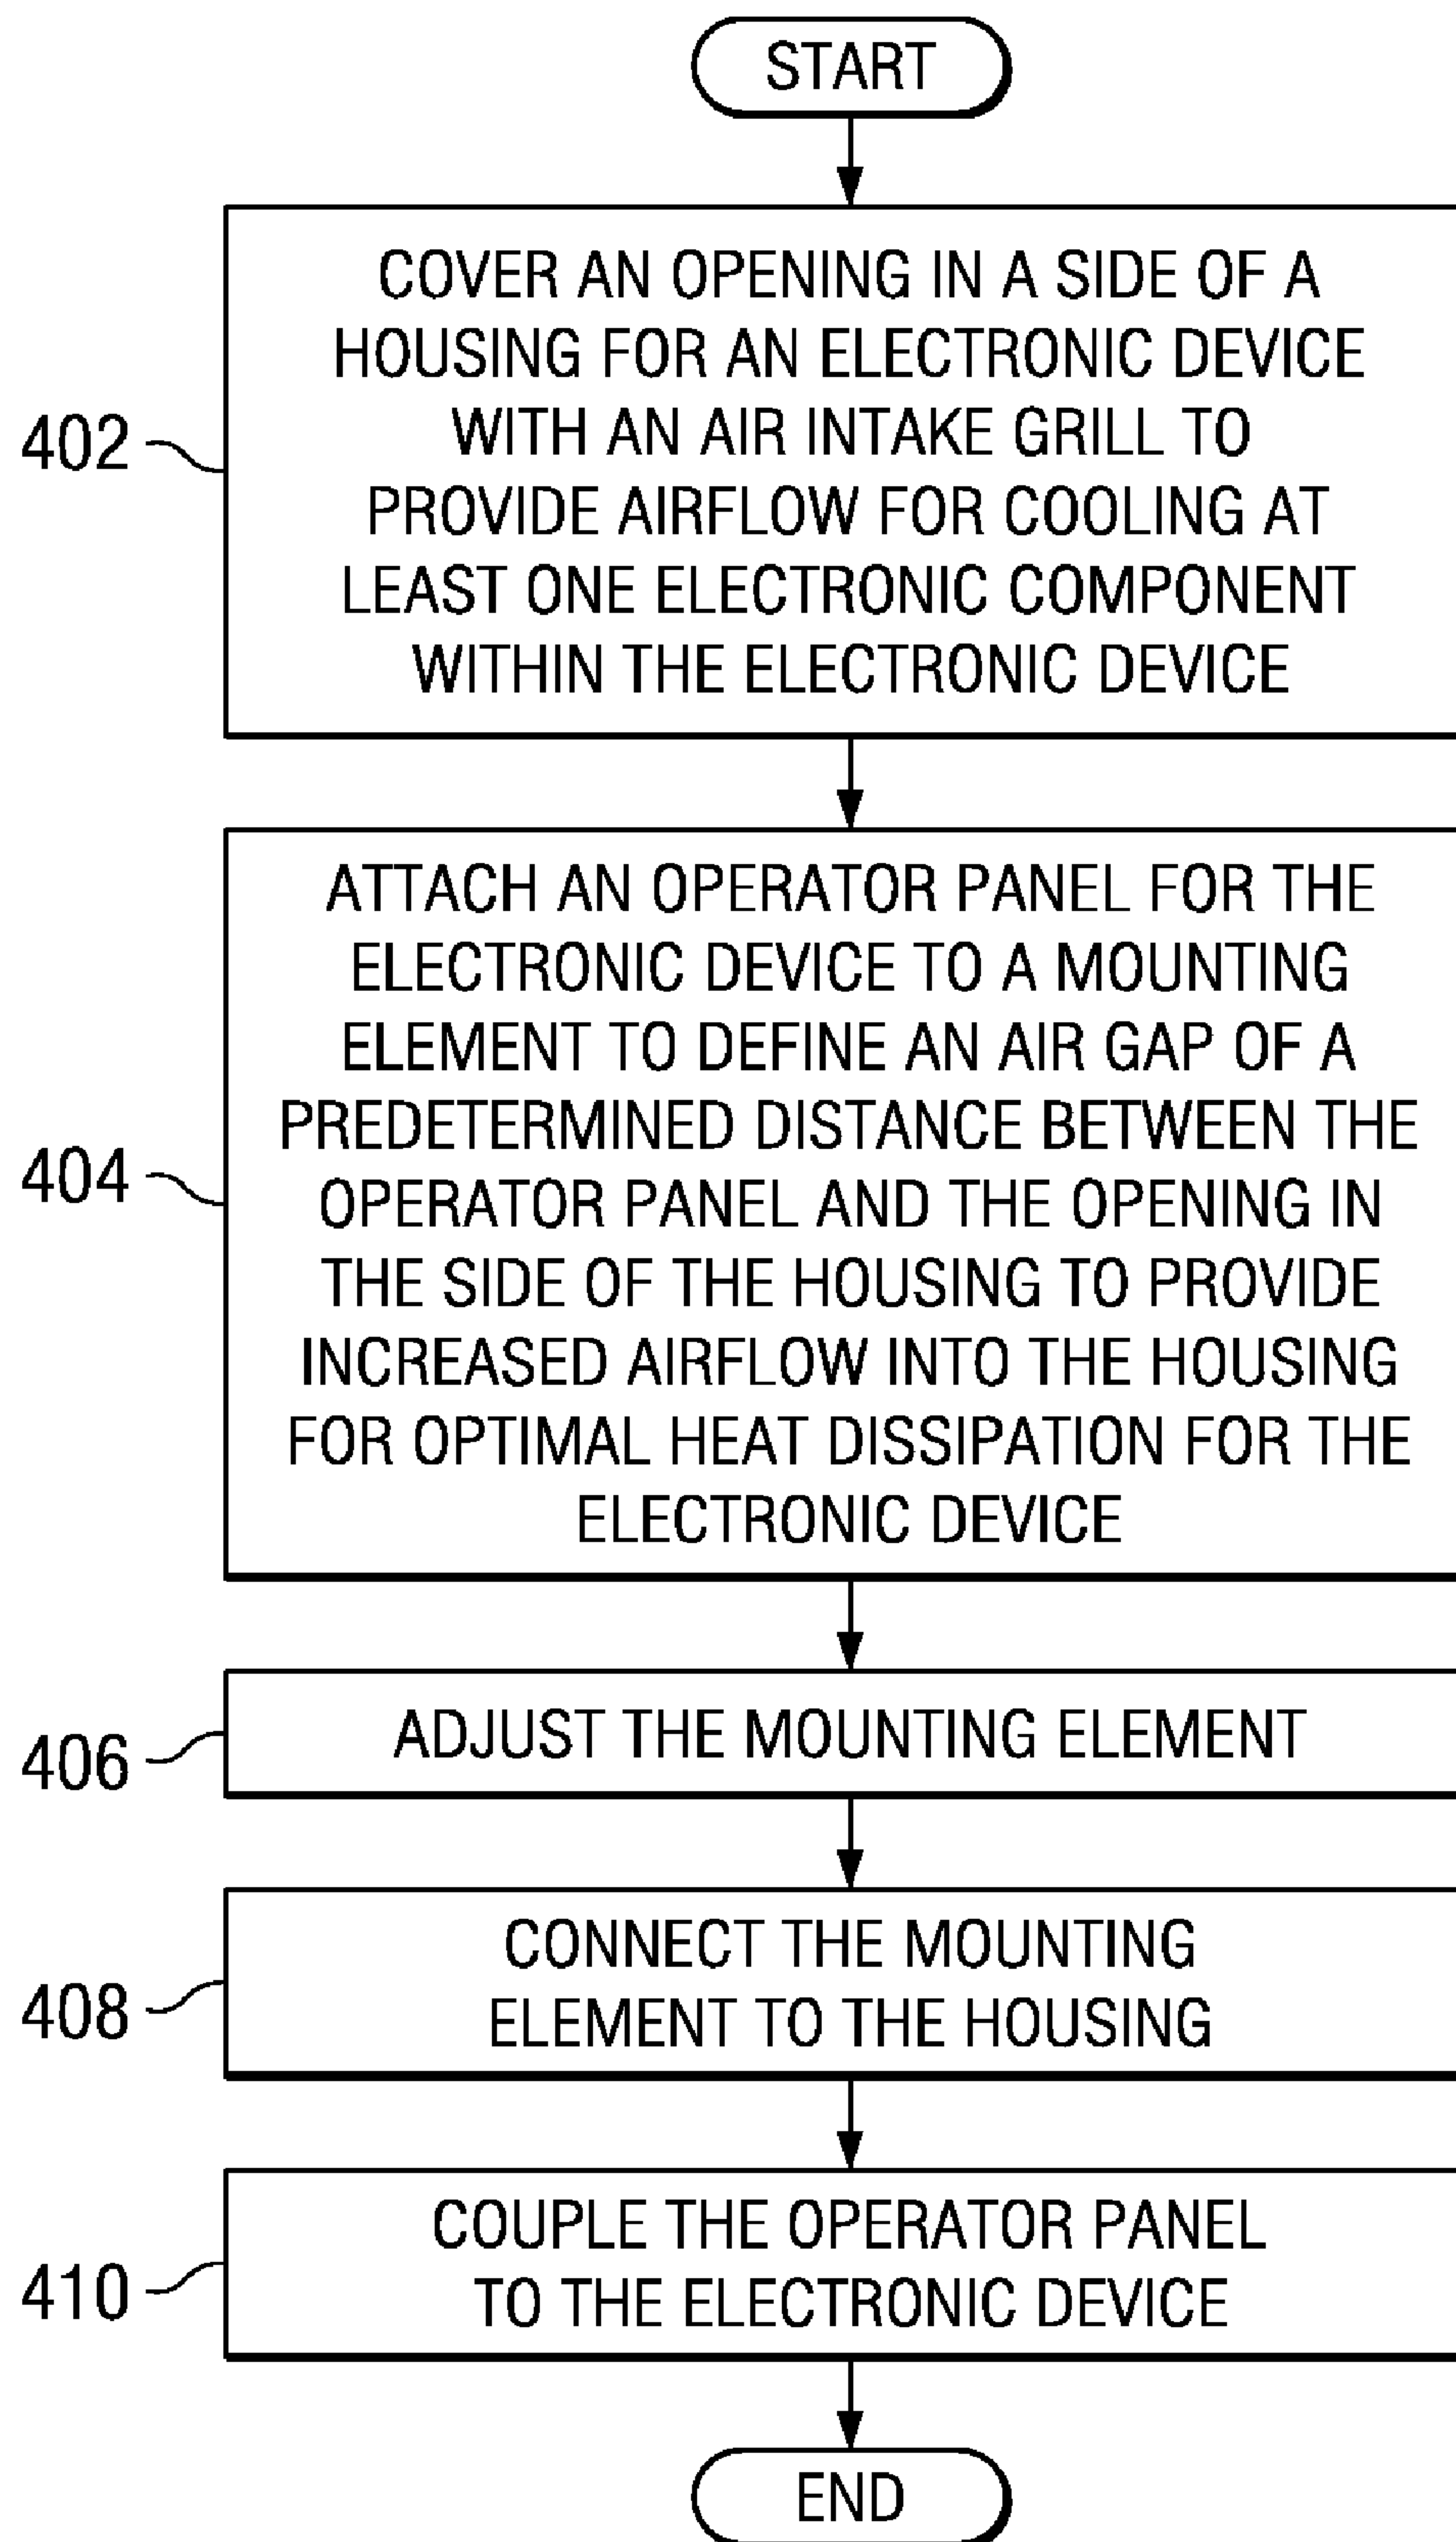 START
COVER AN OPENING IN A SIDE OF A
HOUSING FOR AN ELECTRONIC DEVICE
WITH AN AIR INTAKE GRILL TO
PROVIDE AIRFLOW FOR COOLING AT
LEAST ONE ELECTRONIC COMPONENT
WITHIN THE ELECTRONIC DEVICE
402
ATTACH AN OPERATOR PANEL FOR THE
ELECTRONIC DEVICE TO A MOUNTING
ELEMENT TO DEFINE AN AIR GAP OF A
PREDETERMINED DISTANCE BETWEEN THE
OPERATOR PANEL AND THE OPENING IN
THE SIDE OF THE HOUSING TO PROVIDE
INCREASED AIRFLOW INTO THE HOUSING
FOR OPTIMAL HEAT DISSIPATION FOR THE
ELECTRONIC DEVICE
404
ADJUST THE MOUNTING ELEMENT
406
CONNECT THE MOUNTING
ELEMENT TO THE HOUSING
408
COUPLE THE OPERATOR PANEL
TO THE ELECTRONIC DEVICE
410
END